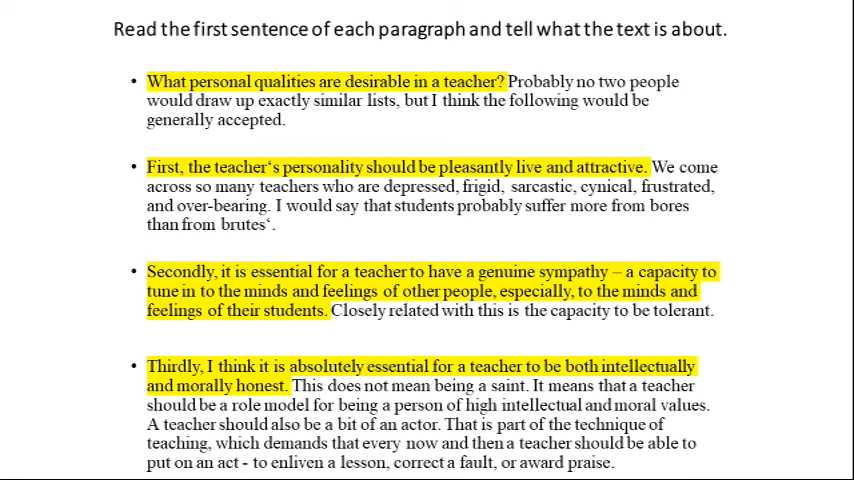 Read the first sentence of each paragraph and tell what the text is about.
• What personal qualities are desirable in a teacher? Probably no two people
would draw up exactly similar lists, but I think the following would be
generally accepted.
• First, the teacher‘s personality should be pleasantly live and attractive. We come
across so many teachers who are depressed, frigid, sarcastic, cynical, frustrated,
and over-bearing. I would say that students probably suffer more from bores
than from brutes‘.
• Secondly, it is essential for a teacher to have a genuine sympathy – a capacity to
tune in to the minds and feelings of other people, especially, to the minds and
feelings of their students. Closely related with this is the capacity to be tolerant.
• Thirdly, I think it is absolutely essential for a teacher to be both intellectually
and morally honest. This does not mean being a saint. It means that a teacher
should be a role model for being a person of high intellectual and moral values.
A teacher should also be a bit of an actor. That is part of the technique of
teaching, which demands that every now and then a teacher should be able to
put on an act - to enliven a lesson, correct a fault, or award praise.